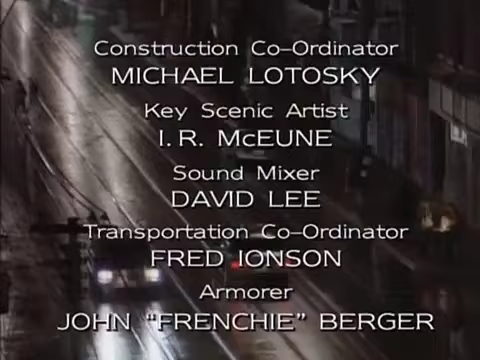 Construction Co-Ordinator
MICHAEL LOTOSKY
Key Scenic Artist
I. R. McEUNE
Sound Mixer
DAVID LEE
Transportation Co-Ordinator
FRED IONSON
Armorer
JOHN "FRENCHIE" BERGER